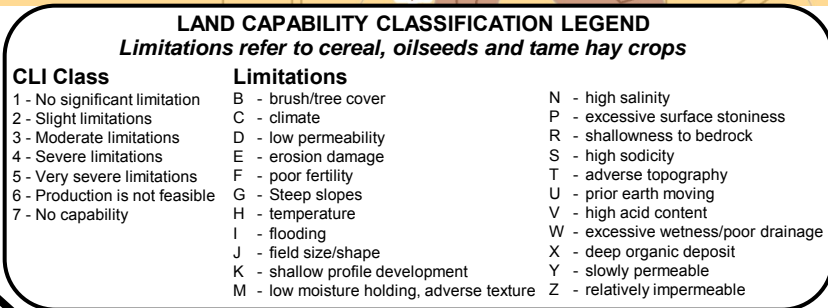 LAND CAPABILITY CLASSIFICATION LEGEND
Limitations refer to cereal, oilseeds and tame hay crops
CLI Class
1 - No significant limitation
2 - Slight limitations
3 - Moderate limitations
4 - Severe limitations
5 - Very severe limitations
6 - Production is not feasible
7 - No capability
Limitations
B - brush/tree cover
C - climate
D - low permeability
E - erosion damage
F - poor fertility
G - Steep slopes
H - temperature
I - flooding
J - field size/shape
K - shallow profile development
M - low moisture holding, adverse texture
N - high salinity
P - excessive surface stoniness
R - shallowness to bedrock
S - high sodicity
T - adverse topography
U - prior earth moving
V - high acid content
W - excessive wetness/poor drainage
X - deep organic deposit
Y - slowly permeable
Z - relatively impermeable